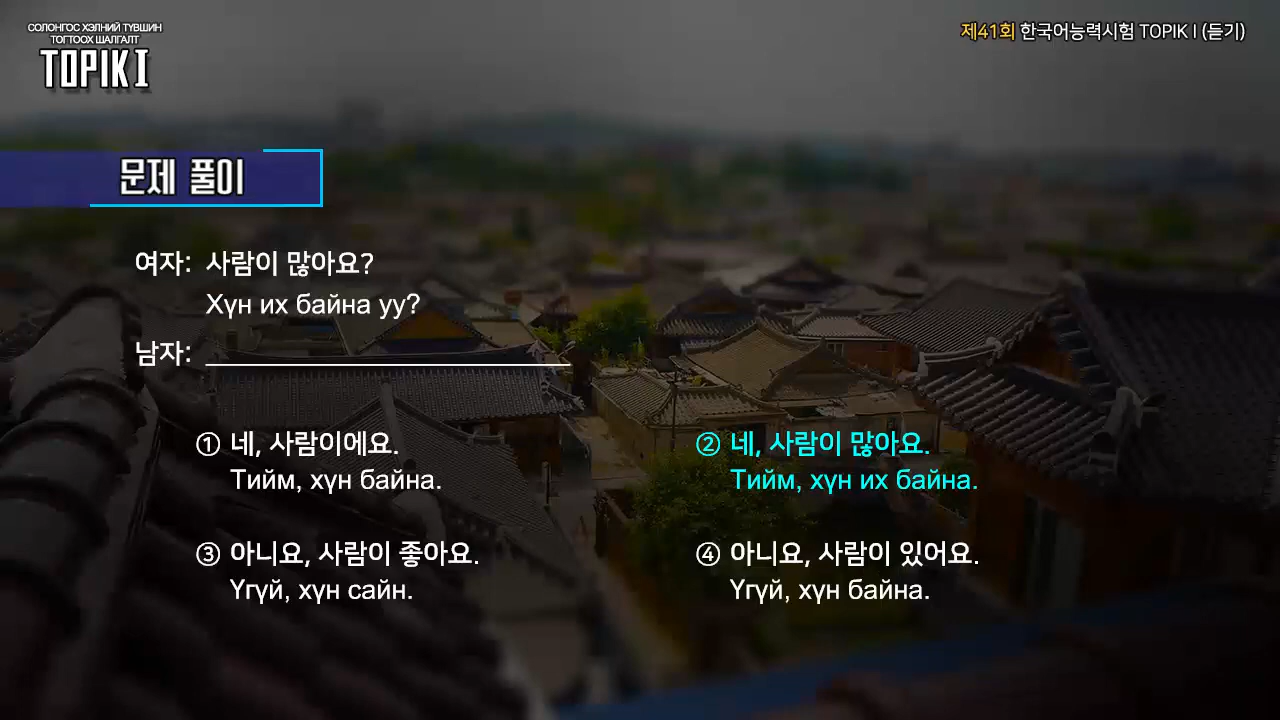 СОЛОНГОС ХЭЛНИЙ ТҮВШИН
ТОГТООХ ШАЛГАЛТ
TOPIK I
제41회 한국어능력시험 TOPIK I (듣기)
문제 풀이
여자: 사람이 많아요?
Хүн их байна уу?
남자:
① 네, 사람이에요.
Тийм, хүн байна.
② 네, 사람이 많아요.
Тийм, хүн их байна.
③ 아니요, 사람이 좋아요.
Үгүй, хүн сайн.
④ 아니요, 사람이 있어요.
Үгүй, хүн байна.